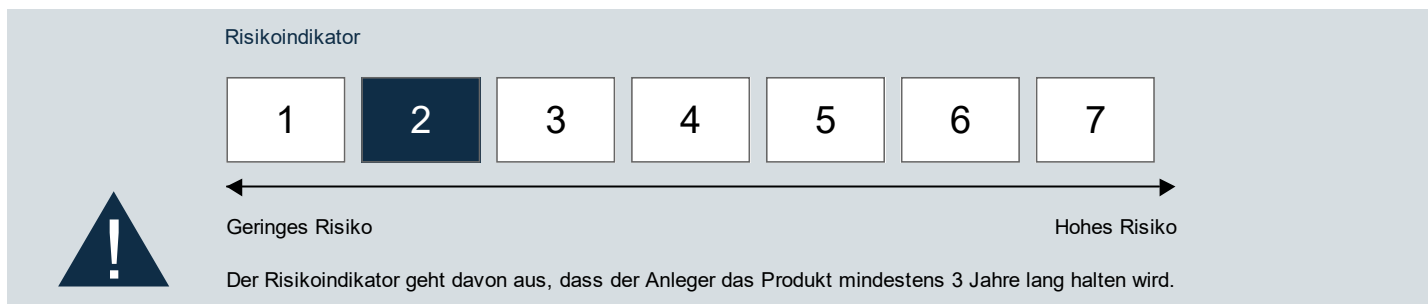 Risikoindikator
1 2 3 4 5 6 7
Geringes Risiko Hohes Risiko
!
Der Risikoindikator geht davon aus, dass der Anleger das Produkt mindestens 3 Jahre lang halten wird.